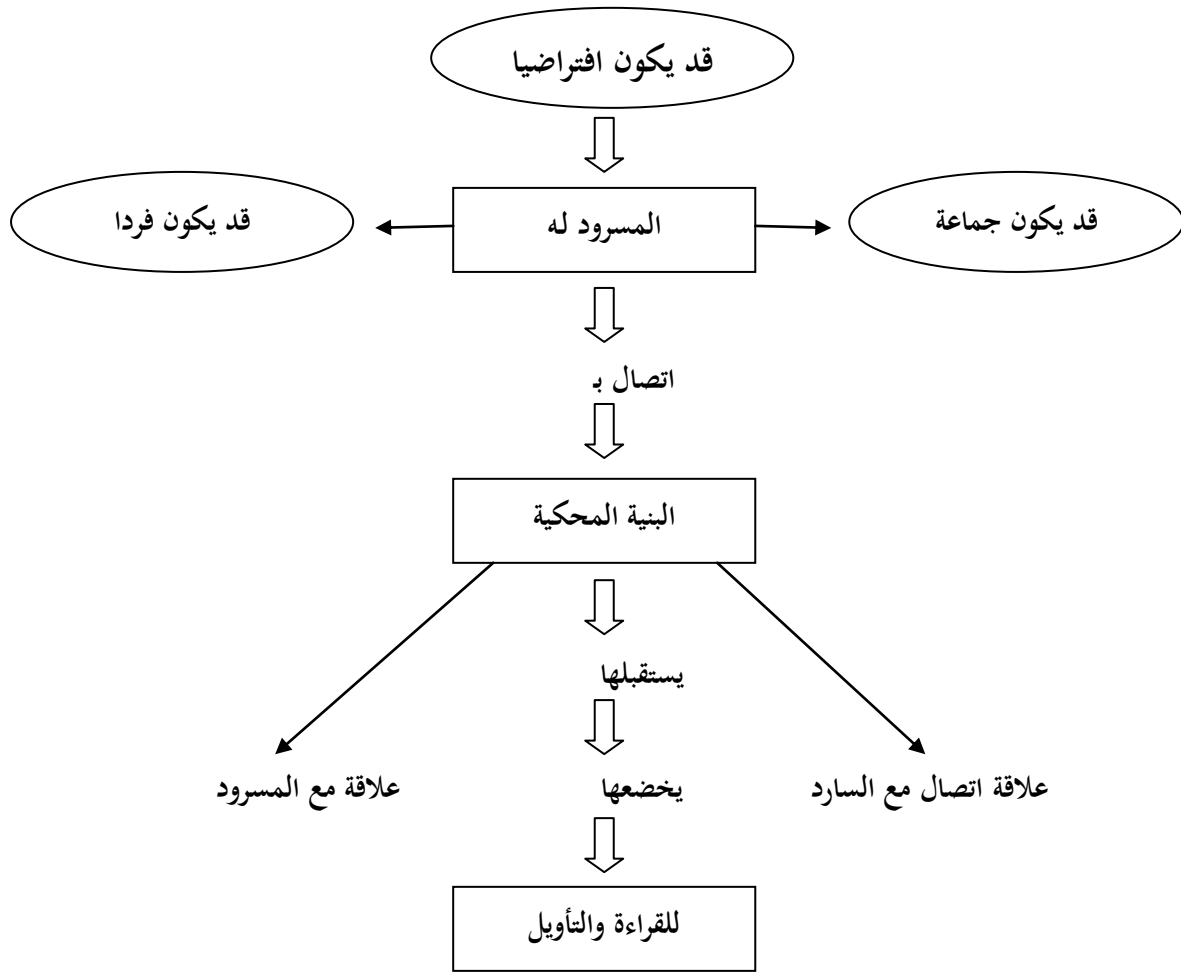 قد يكون افتراضيا
قد يكون جماعة
المسرود له
قد يكون فردا
اتصال بـ
البنية المحكية
يستقبلها
علاقة اتصال مع السارد
يخضعها
علاقة مع المسرود
للقراءة والتأويل